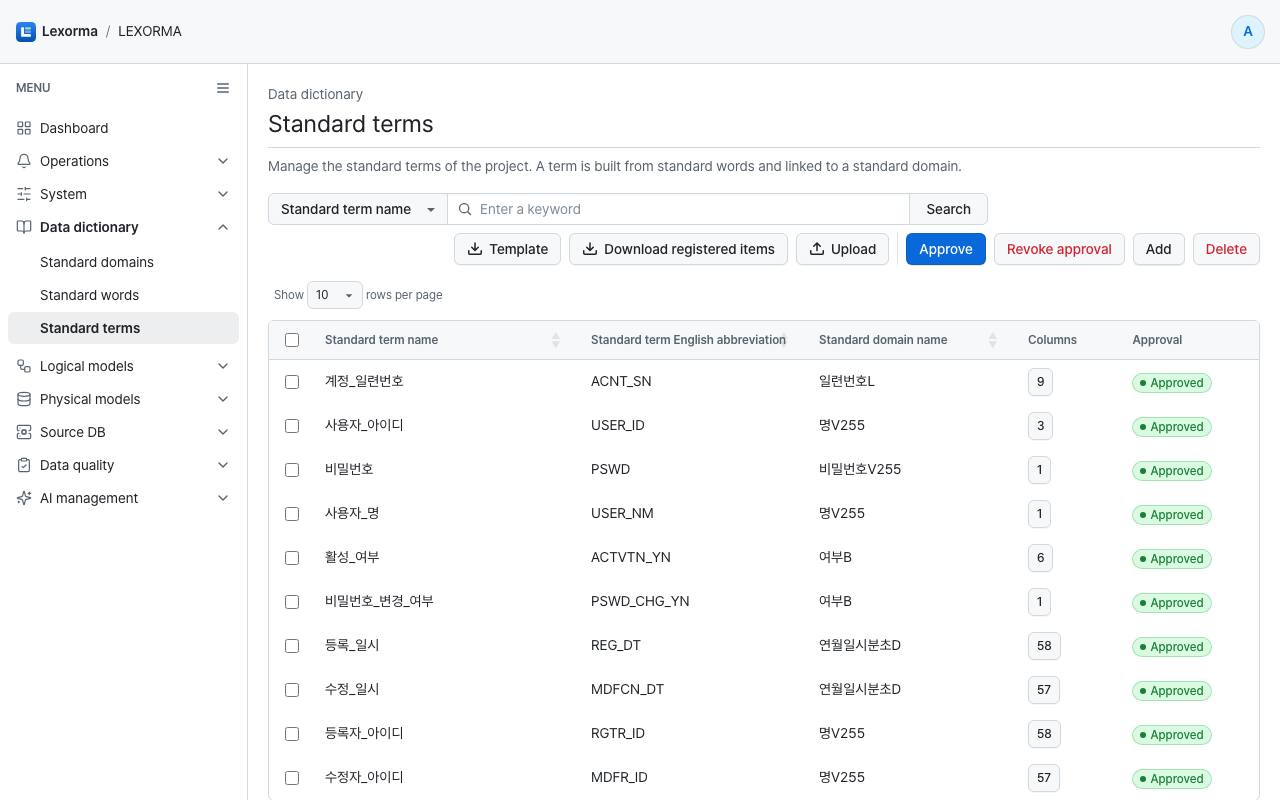 Lexorma / LEXORMA
A
MENU
Dashboard
Operations
System
Data dictionary
Standard domains
Standard words
Standard terms
Logical models
Physical models
Source DB
Data quality
AI management
Data dictionary
Standard terms
Manage the standard terms of the project. A term is built from standard words and linked to a standard domain.
Standard term name Enter a keyword Search
Template Download registered items Upload Approve Revoke approval Add Delete
Show 10 rows per page
Standard term name Standard term English abbreviation Standard domain name Columns Approval
계정_일련번호 ACNT_SN 일련번호L 9 Approved
사용자_아이디 USER_ID 명V255 3 Approved
비밀번호 PSWD 비밀번호V255 1 Approved
사용자_명 USER_NM 명V255 1 Approved
활성_여부 ACTVTN_YN 여부B 6 Approved
비밀번호_변경_여부 PSWD_CHG_YN 여부B 1 Approved
등록_일시 REG_DT 연월일시분초D 58 Approved
수정_일시 MDFCN_DT 연월일시분초D 57 Approved
등록자_아이디 RGTR_ID 명V255 58 Approved
수정자_아이디 MDFR_ID 명V255 57 Approved